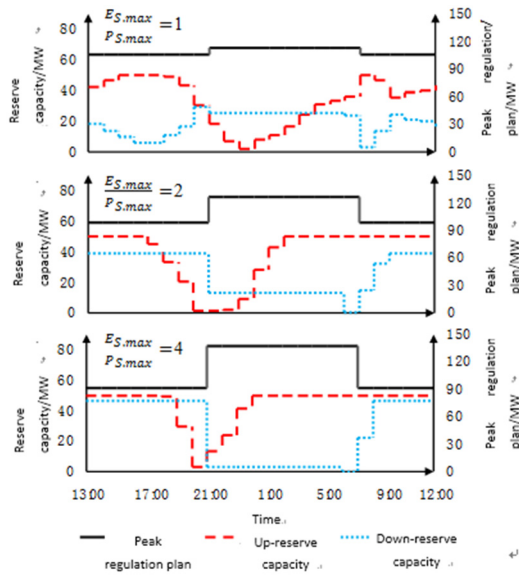 E_S.max / P_S.max = 1
Reserve capacity/MW
80
60
40
20
0
150
120
90
60
30
0
Peak regulation/ plan/MW
E_S.max / P_S.max = 2
Reserve capacity/MW
80
60
40
20
0
150
120
90
60
30
0
Peak regulation plan/MW
E_S.max / P_S.max = 4
Reserve capacity/MW
80
60
40
20
0
150
120
90
60
30
0
Peak regulation plan/MW
13:00 17:00 21:00 1:00 5:00 9:00 12:00
Time
Peak regulation plan
Up-reserve capacity
Down-reserve capacity